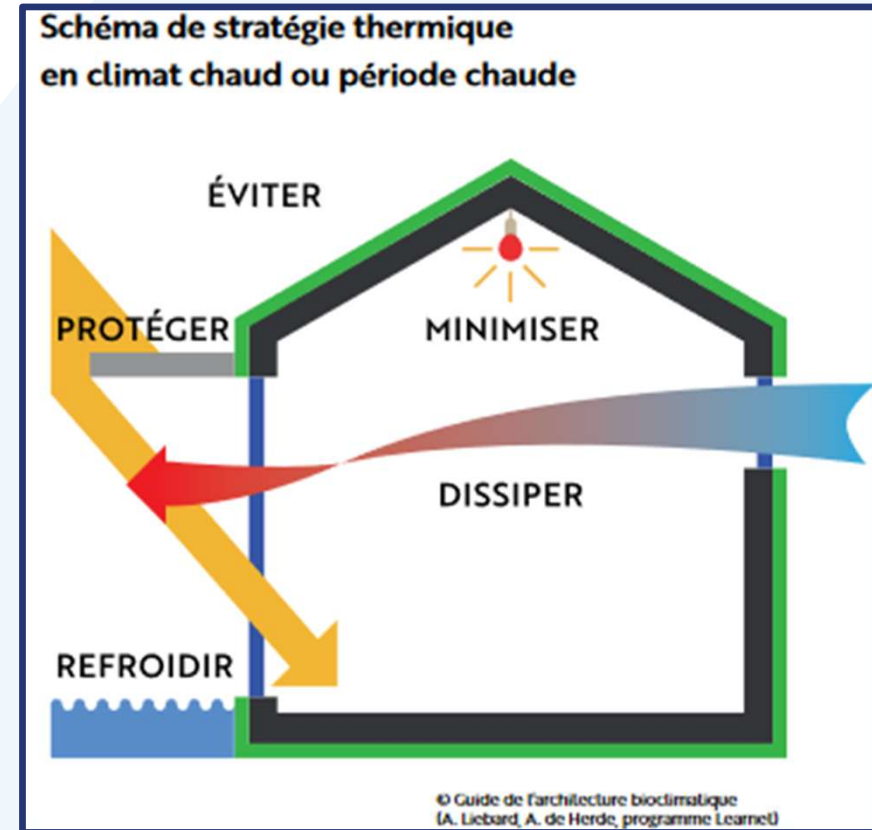 Schéma de stratégie thermique
en climat chaud ou période chaude
ÉVITER
PROTÉGER
MINIMISER
DISSIPER
REFROIDIR
© Guide de l'architecture bioclimatique
(A. Liebard, A. de Herde, programme Learnet)